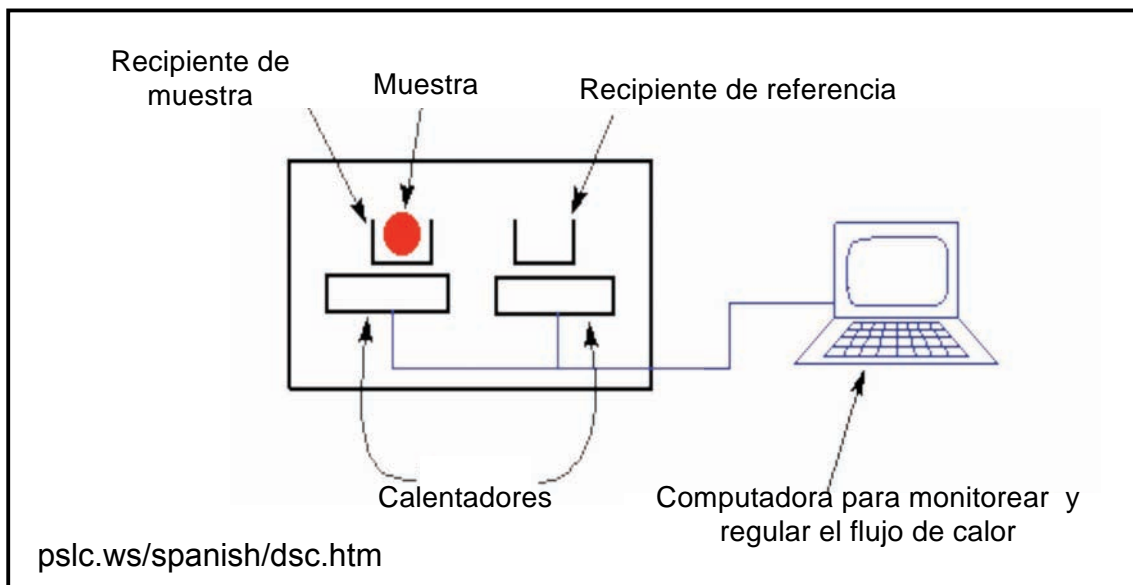 Recipiente de
muestra
Muestra
Recipiente de referencia
Calentadores
Computadora para monitorear y
regular el flujo de calor
pslc.ws/spanish/dsc.htm